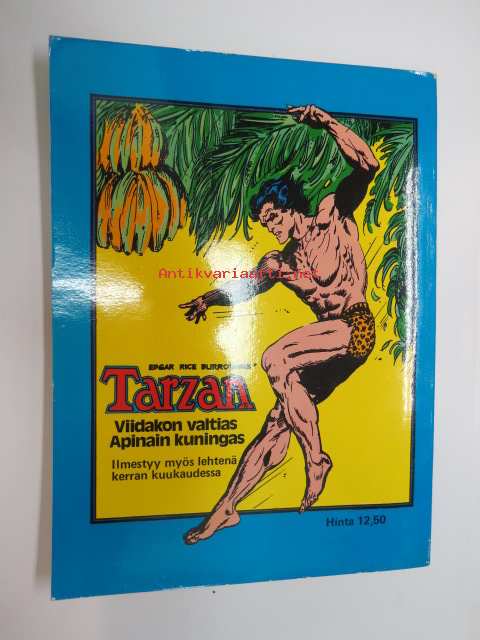 Antikvariaatti.net
EDGAR RICE BURROUGHS'
Tarzan
Viidakon valtias
Apinain kuningas
Ilmestyy myös lehtenä
kerran kuukaudessa
Hinta 12,50